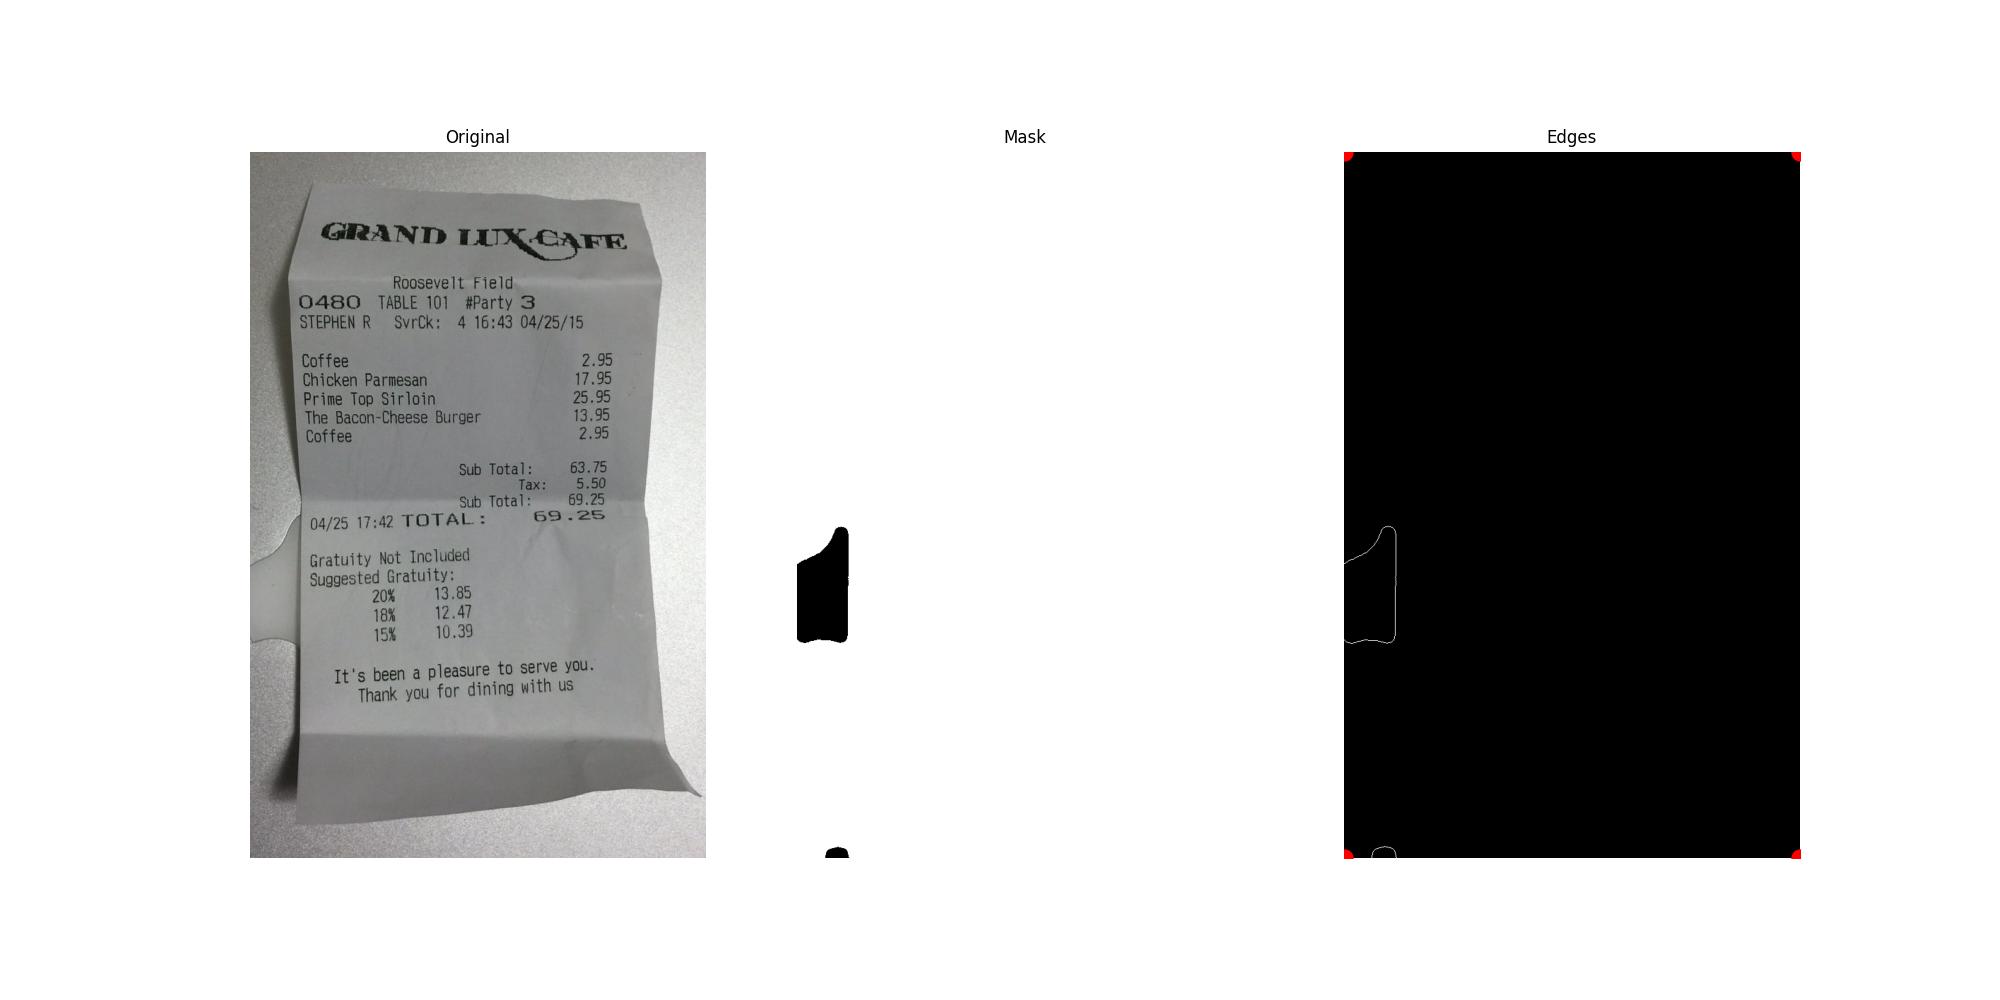 Original
Mask
Edges
GRAND LUX CAFE
Roosevelt Field
0480 TABLE 101 #Party 3
STEPHEN R SvrCk: 4 16:43 04/25/15
Coffee 2.95
Chicken Parmesan 17.95
Prime Top Sirloin 25.95
The Bacon-Cheese Burger 13.95
Coffee 2.95
Sub Total: 63.75
Tax: 5.50
Sub Total: 69.25
04/25 17:42 TOTAL: 69.25
Gratuity Not Included
Suggested Gratuity:
20% 13.85
18% 12.47
15% 10.39
It's been a pleasure to serve you.
Thank you for dining with us